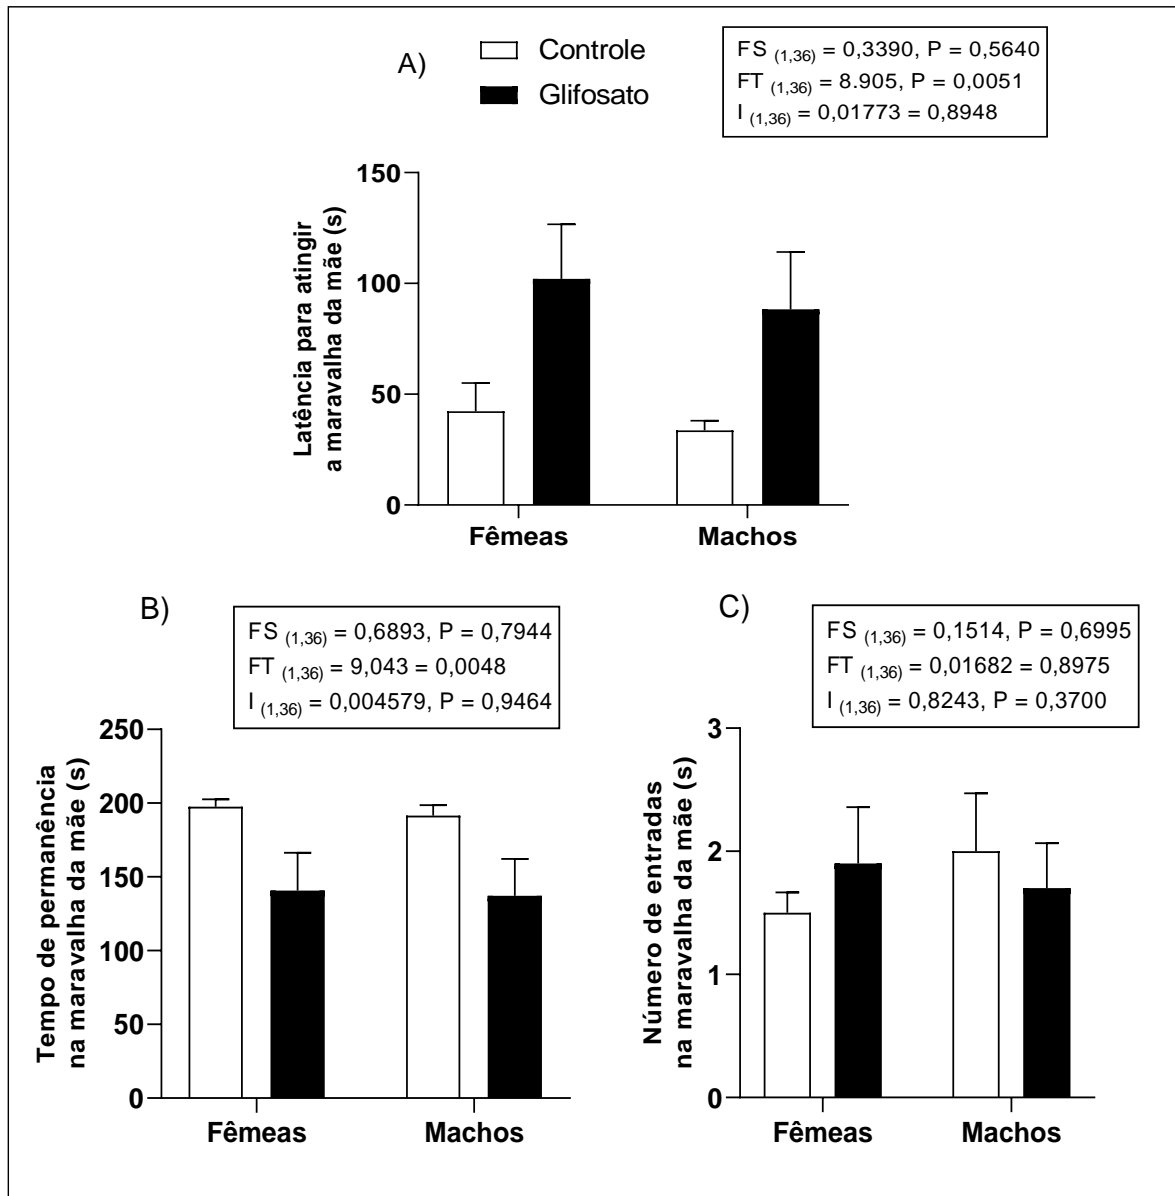 A)
Controle
Glifosato
FS (1,36) = 0,3390, P = 0,5640
FT (1,36) = 8.905, P = 0,0051
I (1,36) = 0,01773 = 0,8948
Latência para atingir
a maravalha da mãe (s)
150
100
50
0
Fêmeas
Machos
B)
FS (1,36) = 0,6893, P = 0,7944
FT (1,36) = 9,043 = 0,0048
I (1,36) = 0,004579, P = 0,9464
Tempo de permanência
na maravalha da mãe (s)
250
200
150
100
50
0
Fêmeas
Machos
C)
FS (1,36) = 0,1514, P = 0,6995
FT (1,36) = 0,01682 = 0,8975
I (1,36) = 0,8243, P = 0,3700
Número de entradas
na maravalha da mãe (s)
3
2
1
0
Fêmeas
Machos